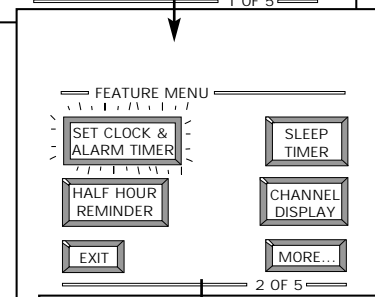 1 OF 5
FEATURE MENU
SET CLOCK &
ALARM TIMER
SLEEP
TIMER
HALF HOUR
REMINDER
CHANNEL
DISPLAY
EXIT
MORE...
2 OF 5